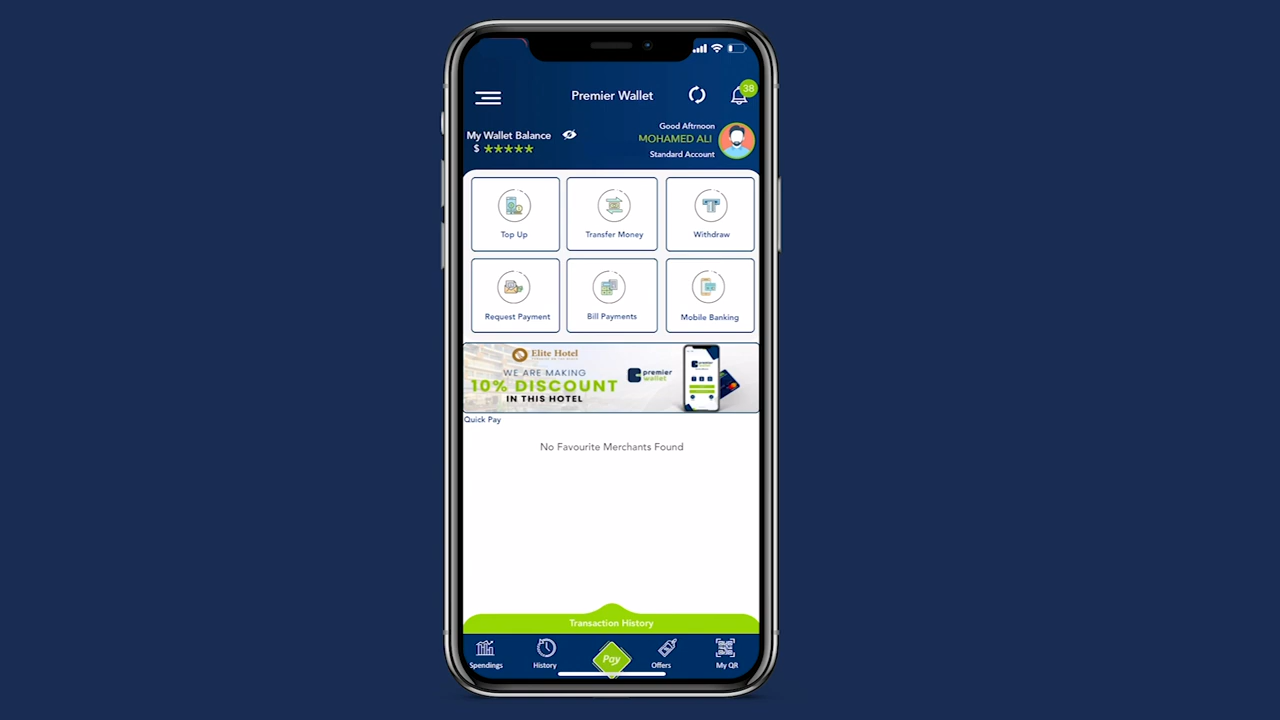 Premier Wallet
38
Good Aftrnoon
My Wallet Balance
MOHAMED ALI
$ *****
Standard Account
Top Up
Transfer Money
Withdraw
Request Payment
Bill Payments
Mobile Banking
Elite Hotel
WE ARE MAKING
10% DISCOUNT
IN THIS HOTEL
premier
wallet
Quick Pay
No Favourite Merchants Found
Transaction History
Spendings
History
Pay
Offers
My QR